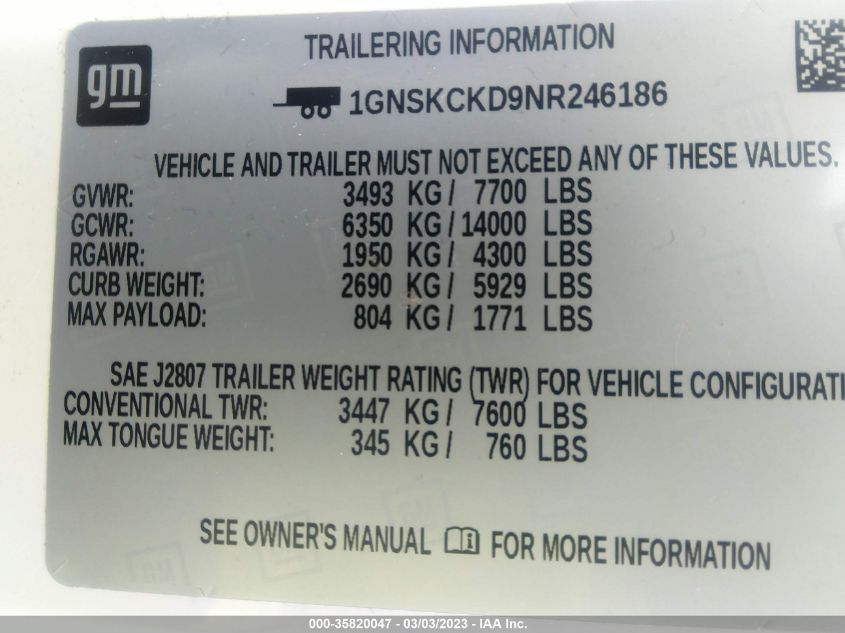 gm
TRAILERING INFORMATION
1GNSKCKD9NR246186
VEHICLE AND TRAILER MUST NOT EXCEED ANY OF THESE VALUES.
GVWR: 3493 KG / 7700 LBS
GCWR: 6350 KG / 14000 LBS
RGAWR: 1950 KG / 4300 LBS
CURB WEIGHT: 2690 KG / 5929 LBS
MAX PAYLOAD: 804 KG / 1771 LBS
SAE J2807 TRAILER WEIGHT RATING (TWR) FOR VEHICLE CONFIGURATI
CONVENTIONAL TWR: 3447 KG / 7600 LBS
MAX TONGUE WEIGHT: 345 KG / 760 LBS
SEE OWNER'S MANUAL FOR MORE INFORMATION
000-35820047 - 03/03/2023 - IAA Inc.